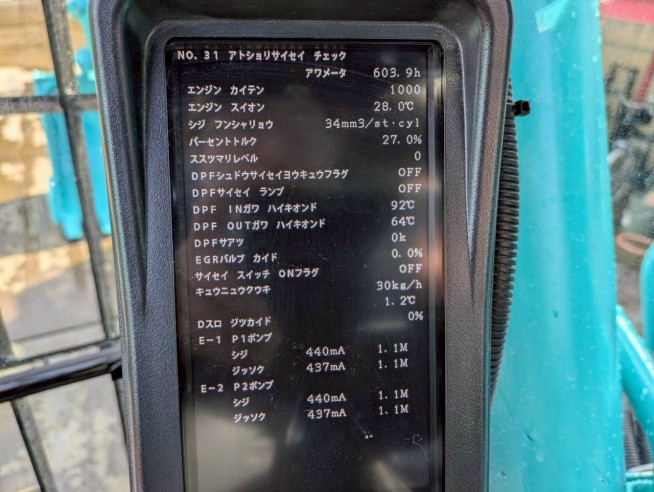 NO. 31 アトショリサイセイ チェック
アワメータ 603. 9h
エンジン カイテン 1000
エンジン スイオン 28. 0℃
シジ フンシャリョウ 34mm3/st·cyl
パーセントトルク 27. 0%
ススツマリレベル 0
DPFシュドウサイセイヨウキュウフラグ OFF
DPFサイセイ ランプ OFF
DPF INガワ ハイキオンド 92℃
DPF OUTガワ ハイキオンド 64℃
DPFサアツ 0k
EGRバルブ カイド 0. 0%
サイセイ スイッチ ONフラグ OFF
キュウニュウクウキ 30kg/h
1. 2℃
Dスロ ジツカイド 0%
E-1 P1ポンプ
シジ 440mA 1. 1M
ジッソク 437mA 1. 1M
E-2 P2ポンプ
シジ 440mA 1. 1M
ジッソク 437mA 1. 1M